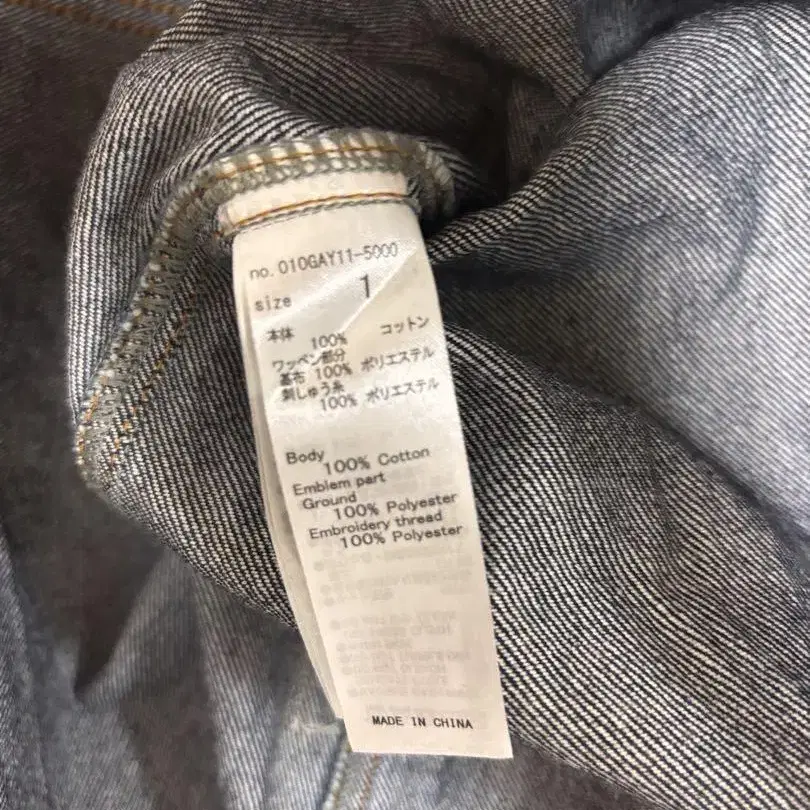 no. 010GAY11-5000
size 1
本体 100% コットン
ワッペン部分
基布 100% ポリエステル
刺しゅう糸
100% ポリエステル
Body
100% Cotton
Emblem part
Ground
100% Polyester
Embroidery thread
100% Polyester
MADE IN CHINA